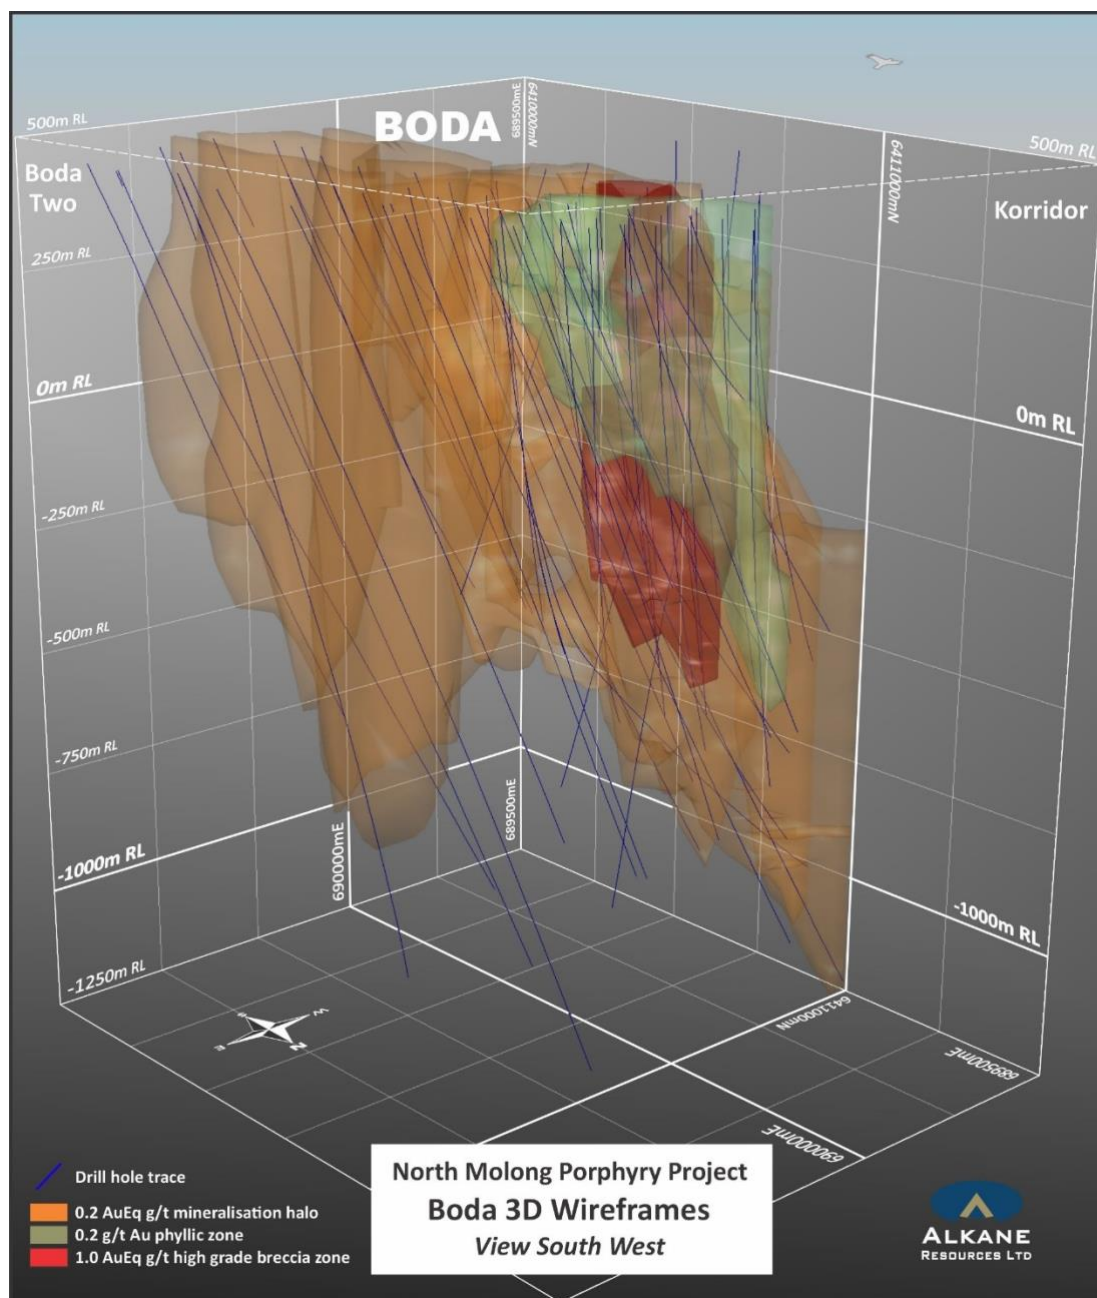 500m RL
BODA
689500mE
6410000mN
500m RL
Boda
Two
6411000mN
Korridor
250m RL
0m RL
0m RL
-250m RL
-500m RL
-750m RL
-1000m RL
690000mE
689500mE
-1000m RL
-1250m RL
S
W
E
N
6411000mN
689500mE
690000mE
Drill hole trace
0.2 AuEq g/t mineralisation halo
0.2 g/t Au phyllic zone
1.0 AuEq g/t high grade breccia zone
North Molong Porphyry Project
Boda 3D Wireframes
View South West
ALKANE
RESOURCES LTD